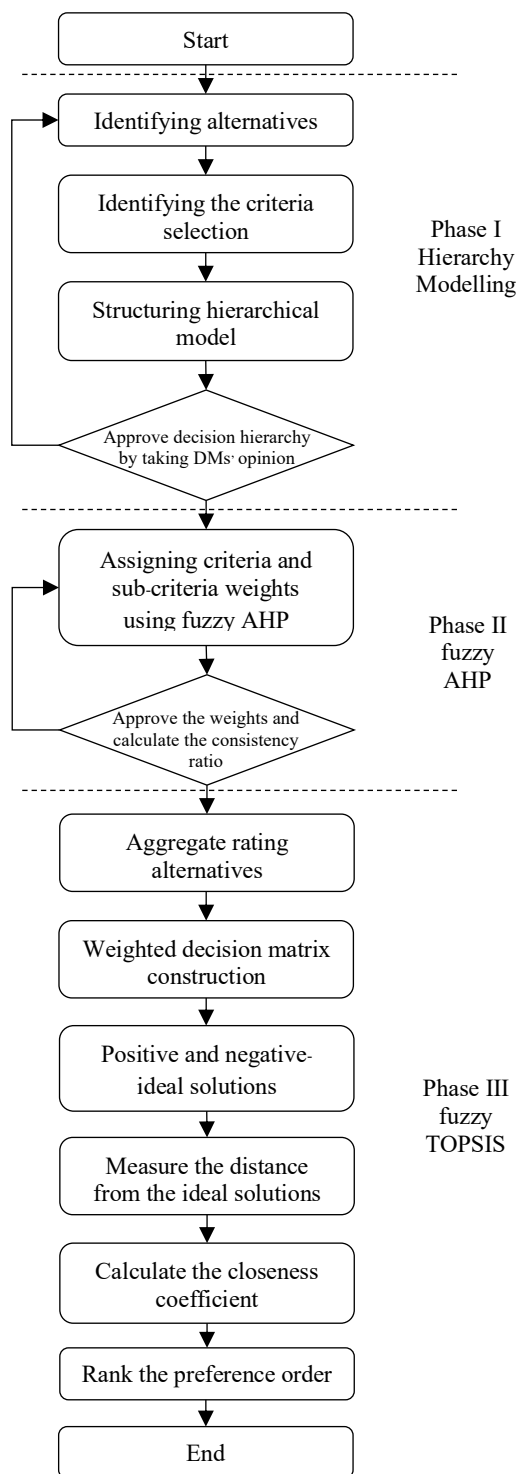 Start
Identifying alternatives
Identifying the criteria
selection
Structuring hierarchical
model
Approve decision hierarchy
by taking DMs' opinion
Phase I
Hierarchy
Modelling
Assigning criteria and
sub-criteria weights
using fuzzy AHP
Approve the weights and
calculate the consistency
ratio
Phase II
fuzzy
AHP
Aggregate rating
alternatives
Weighted decision matrix
construction
Positive and negative-
ideal solutions
Measure the distance
from the ideal solutions
Calculate the closeness
coefficient
Rank the preference order
End
Phase III
fuzzy
TOPSIS